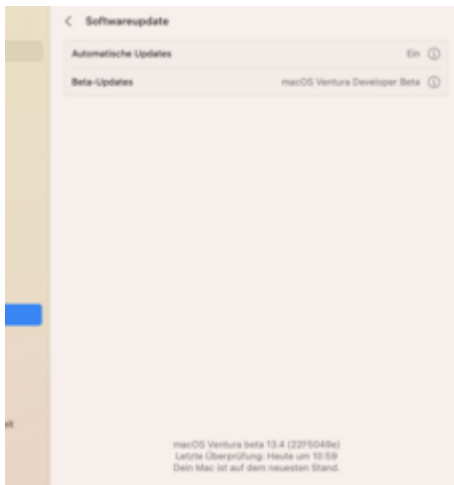 Softwareupdate
Automatische Updates Ein
Beta-Updates macOS Ventura Developer Beta
macOS Ventura beta 13.4 (22F5049e)
Letzte Überprüfung: Heute um 10:59
Dein Mac ist auf dem neuesten Stand.